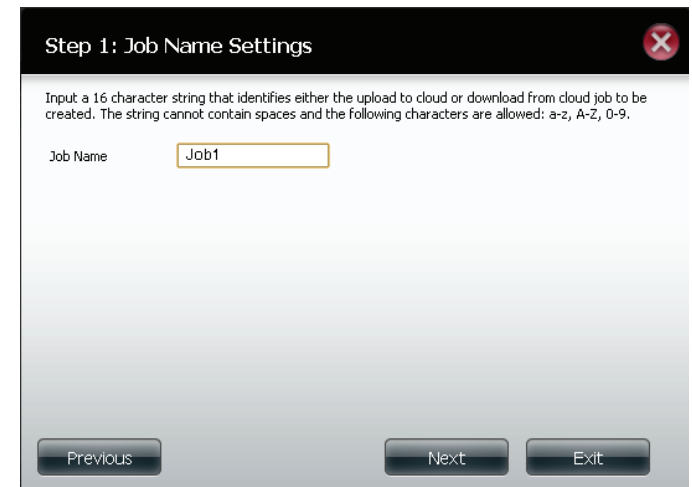 Step 1: Job Name Settings
Input a 16 character string that identifies either the upload to cloud or download from cloud job to be
created. The string cannot contain spaces and the following characters are allowed: a-z, A-Z, 0-9.
Job Name Job1
Previous Next Exit